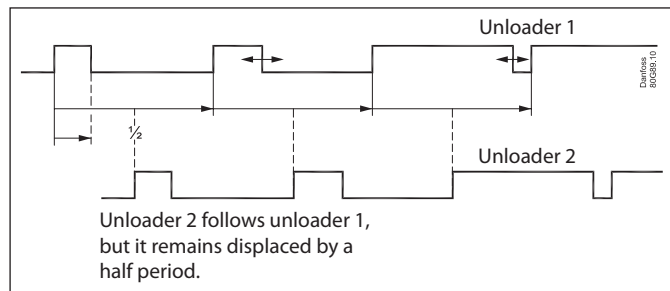 Unloader 1
Danfoss
80G89.10
½
Unloader 2
Unloader 2 follows unloader 1,
but it remains displaced by a
half period.